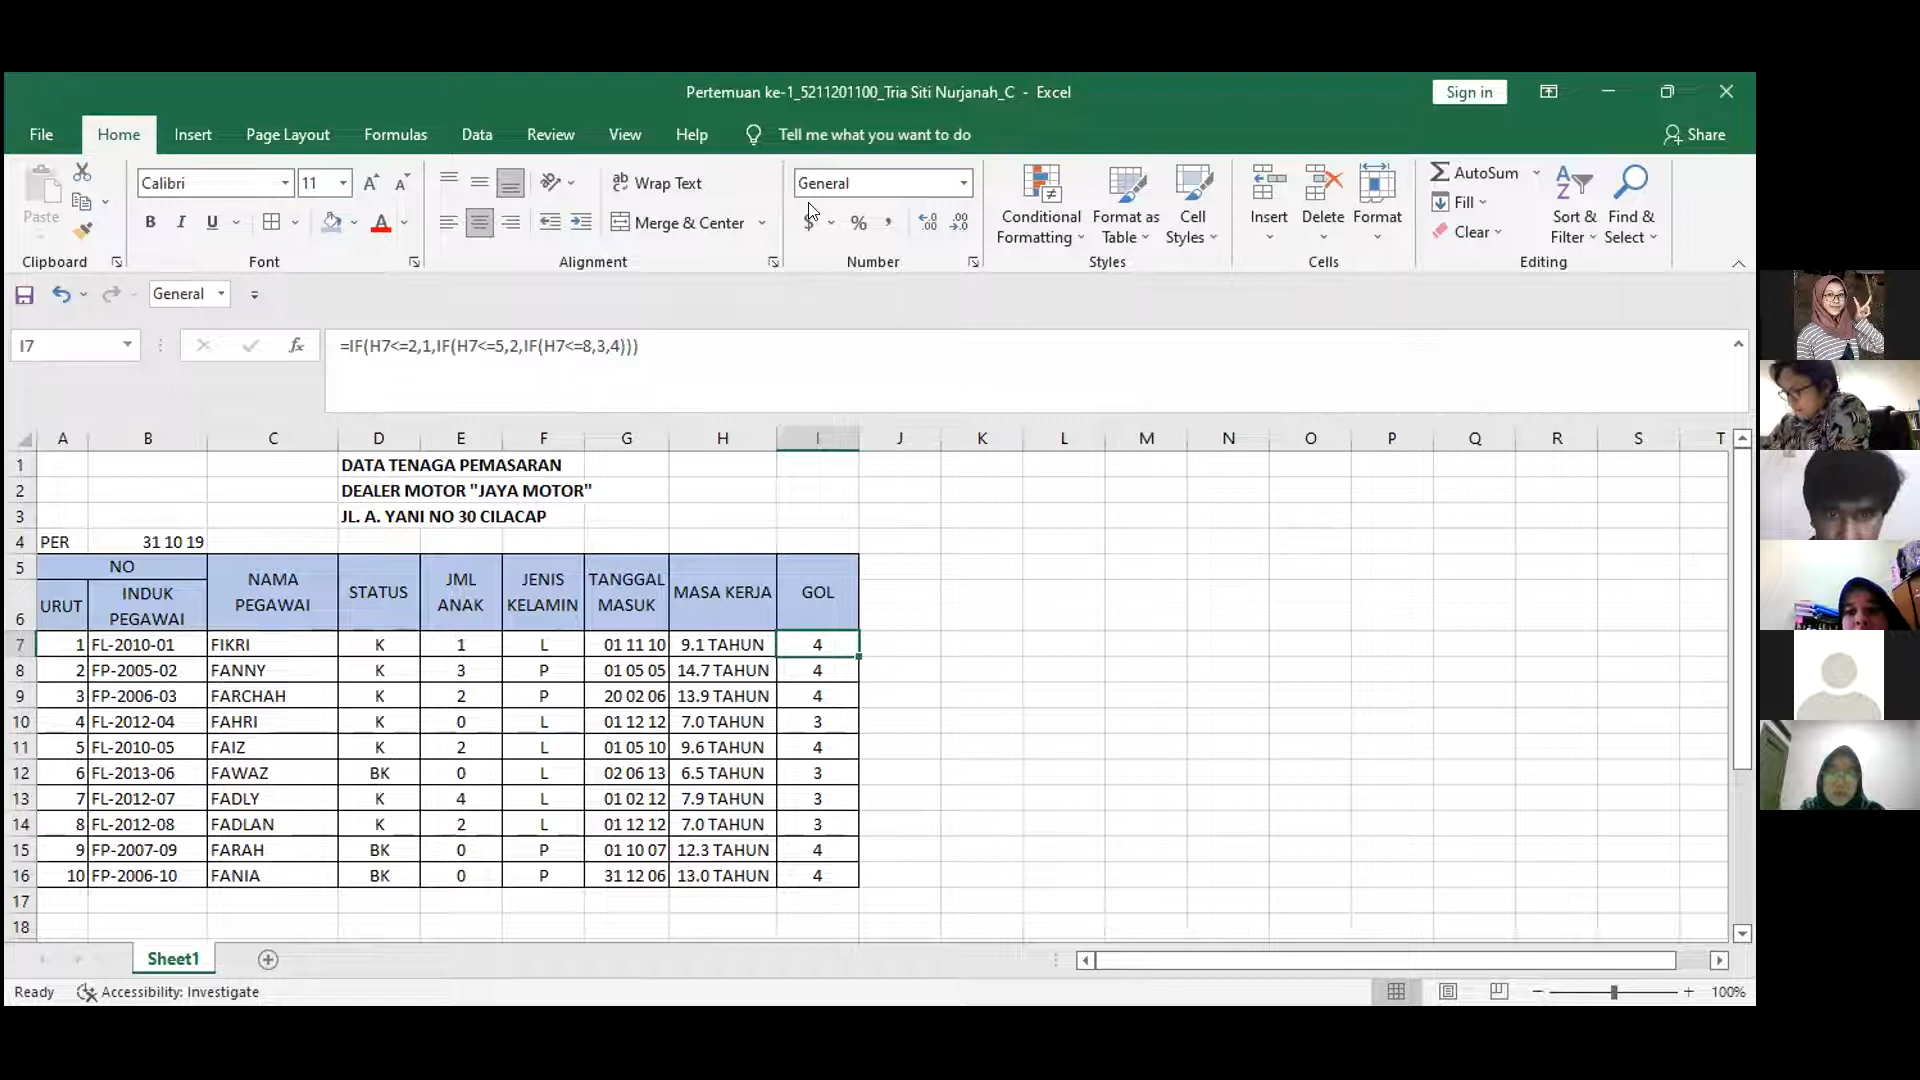 Pertemuan ke-1_5211201100_Tria Siti Nurjanah_C - Excel
Sign in
File Home Insert Page Layout Formulas Data Review View Help Tell me what you want to do Share
Paste
Clipboard
Calibri 11
B I U
Font
Wrap Text
Merge & Center
Alignment
General
$ % ,
Number
Conditional Formatting
Format as Table
Cell Styles
Styles
Insert Delete Format
Cells
AutoSum
Fill
Clear
Sort & Filter
Find & Select
Editing
General
I7 fx =IF(H7<=2,1,IF(H7<=5,2,IF(H7<=8,3,4)))
A B C D E F G H I J K L M N O P Q R S T
1 DATA TENAGA PEMASARAN
2 DEALER MOTOR "JAYA MOTOR"
3 JL. A. YANI NO 30 CILACAP
4 PER 31 10 19
5 NO NAMA PEGAWAI STATUS JML ANAK JENIS KELAMIN TANGGAL MASUK MASA KERJA GOL
6 URUT INDUK PEGAWAI
7 1 FL-2010-01 FIKRI K 1 L 01 11 10 9.1 TAHUN 4
8 2 FP-2005-02 FANNY K 3 P 01 05 05 14.7 TAHUN 4
9 3 FP-2006-03 FARCHAH K 2 P 20 02 06 13.9 TAHUN 4
10 4 FL-2012-04 FAHRI K 0 L 01 12 12 7.0 TAHUN 3
11 5 FL-2010-05 FAIZ K 2 L 01 05 10 9.6 TAHUN 4
12 6 FL-2013-06 FAWAZ BK 0 L 02 06 13 6.5 TAHUN 3
13 7 FL-2012-07 FADLY K 4 L 01 02 12 7.9 TAHUN 3
14 8 FL-2012-08 FADLAN K 2 L 01 12 12 7.0 TAHUN 3
15 9 FP-2007-09 FARAH BK 0 P 01 10 07 12.3 TAHUN 4
16 10 FP-2006-10 FANIA BK 0 P 31 12 06 13.0 TAHUN 4
17
18
Sheet1
Ready Accessibility: Investigate 100%